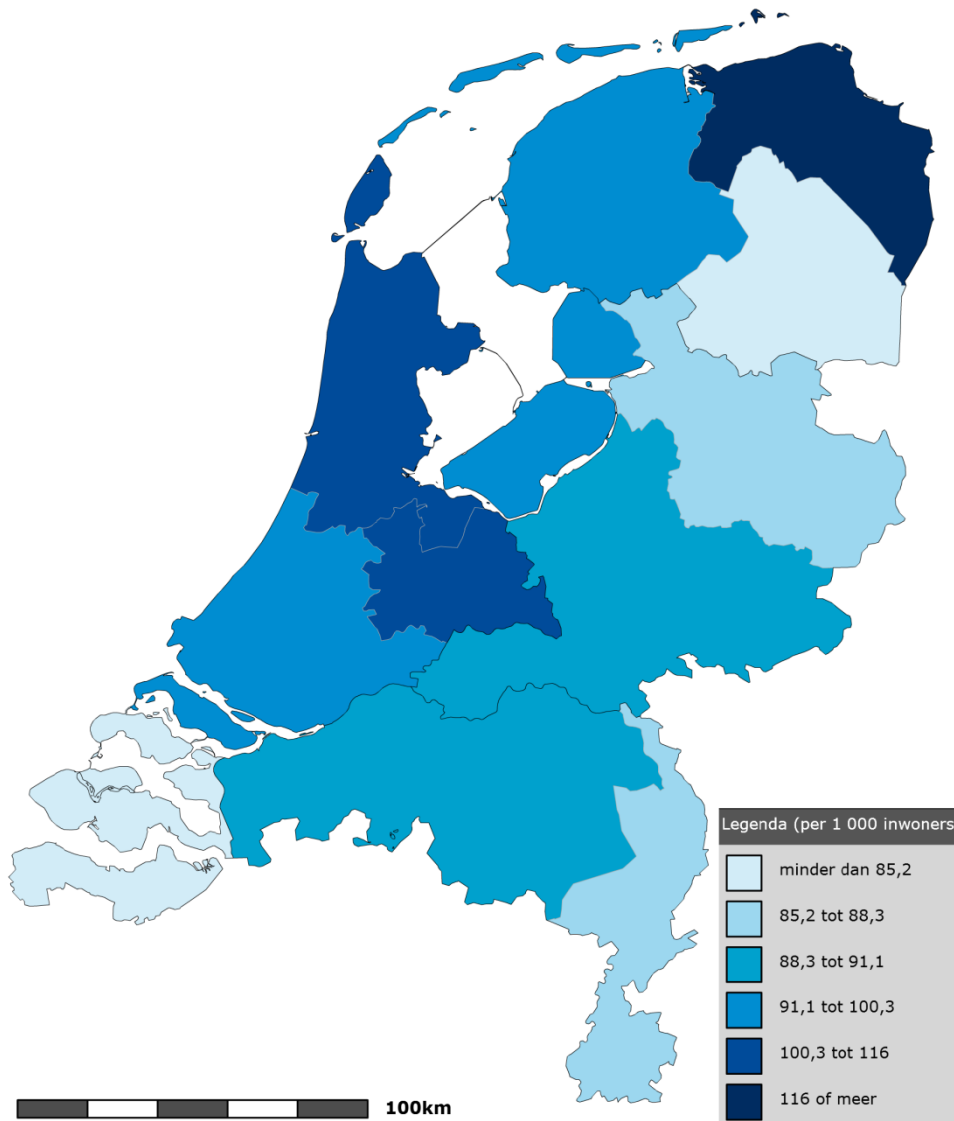 Legenda (per 1 000 inwoners
minder dan 85,2
85,2 tot 88,3
88,3 tot 91,1
91,1 tot 100,3
100,3 tot 116
116 of meer
100km